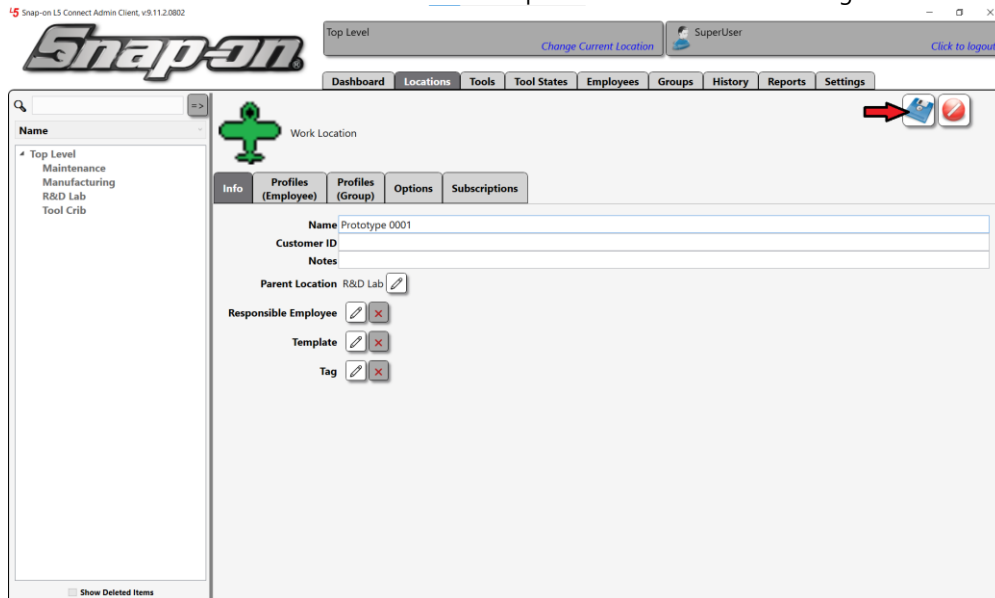 L5 Snap-on L5 Connect Admin Client, v:9.11.2.0802
Snap-on
Top Level
Change Current Location
SuperUser
Click to logout
Dashboard Locations Tools Tool States Employees Groups History Reports Settings
=>
Name
Top Level
Maintenance
Manufacturing
R&D Lab
Tool Crib
Show Deleted Items
Work Location
Info Profiles (Employee) Profiles (Group) Options Subscriptions
Name Prototype 0001
Customer ID
Notes
Parent Location R&D Lab
Responsible Employee
Template
Tag